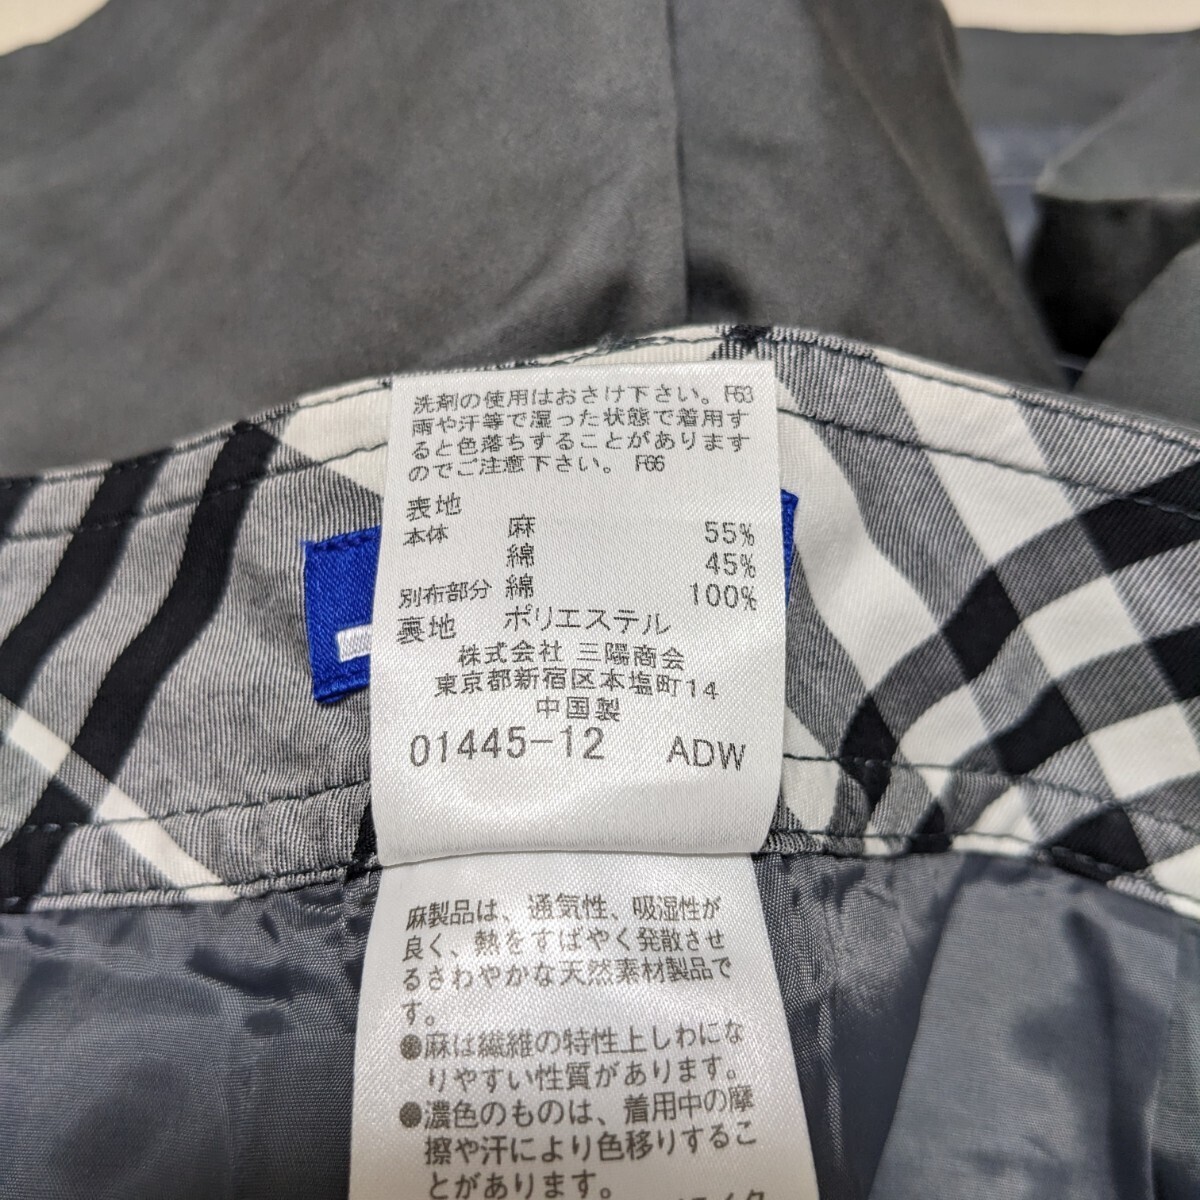 洗剤の使用はおさけ下さい。F63
雨や汗等で湿った状態で着用す
ると色落ちすることがあります
のでご注意下さい。 F66
表地
本体 麻 55%
綿 45%
別布部分 綿 100%
裏地 ポリエステル
株式会社 三陽商会
東京都新宿区本塩町14
中国製
01445-12 ADW
麻製品は、通気性、吸湿性が
良く、熱をすばやく発散させ
るさわやかな天然素材製品で
す。
●麻は繊維の特性上しわにな
りやすい性質があります。
●濃色のものは、着用中の摩
擦や汗により色移りするこ
とがあります。